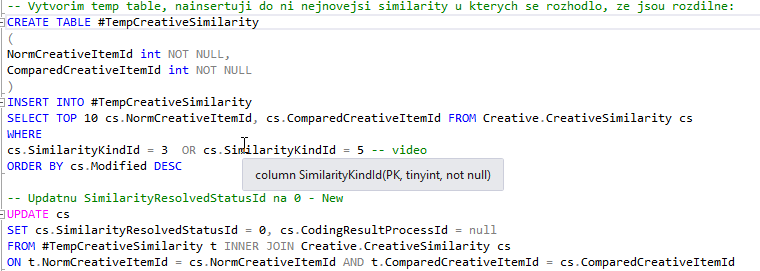 -- Vytvorim temp table, nainsertuji do ni nejnovejsi similarity u kterych se rozhodlo, ze jsou rozdilne:
CREATE TABLE #TempCreativeSimilarity
(
NormCreativeItemId int NOT NULL,
ComparedCreativeItemId int NOT NULL
)
INSERT INTO #TempCreativeSimilarity
SELECT TOP 10 cs.NormCreativeItemId, cs.ComparedCreativeItemId FROM Creative.CreativeSimilarity cs
WHERE
cs.SimilarityKindId = 3  OR cs.SimilarityKindId = 5 -- video
ORDER BY cs.Modified DESC
column SimilarityKindId(PK, tinyint, not null)
-- Updatnu SimilarityResolvedStatusId na 0 - New
UPDATE cs
SET cs.SimilarityResolvedStatusId = 0, cs.CodingResultProcessId = null
FROM #TempCreativeSimilarity t INNER JOIN Creative.CreativeSimilarity cs
ON t.NormCreativeItemId = cs.NormCreativeItemId AND t.ComparedCreativeItemId = cs.ComparedCreativeItemId